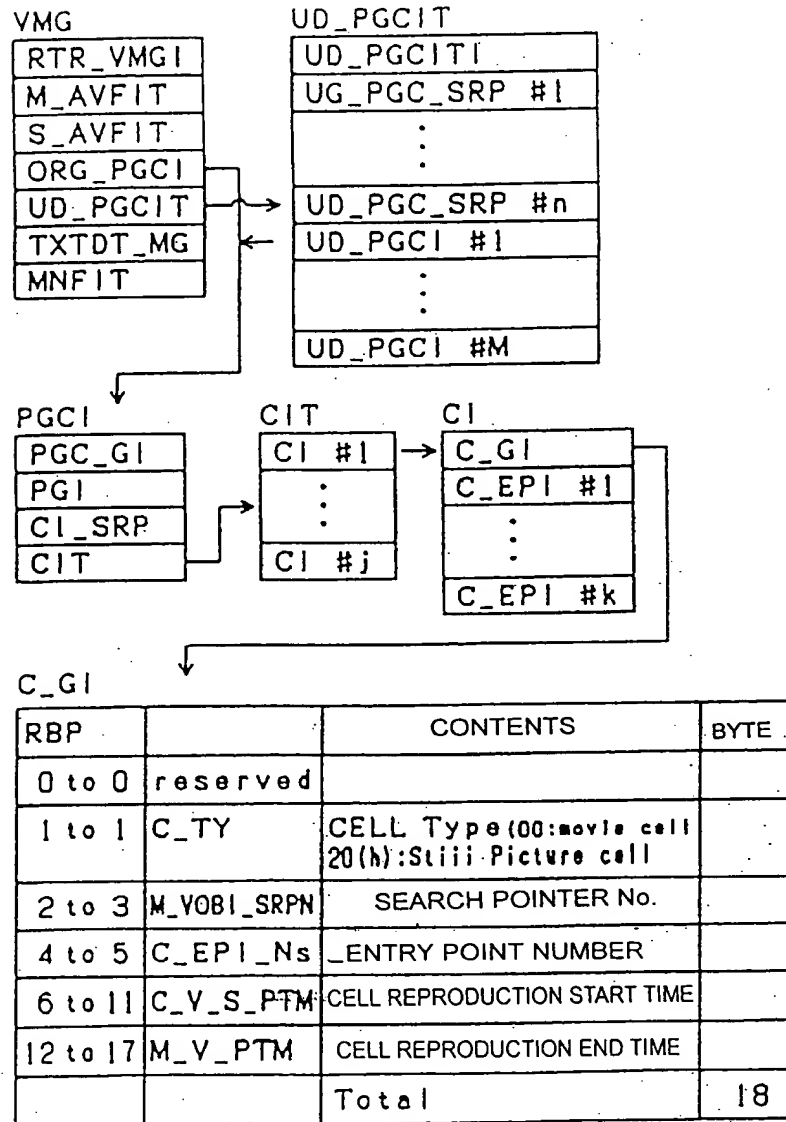 VMG
RTR_VMGI
M_AVFIT
S_AVFIT
ORG_PGCI
UD_PGCIT
TXTDT_MG
MNFIT
UD_PGCIT
UD_PGCITI
UG_PGC_SRP #1
UD_PGC_SRP #n
UD_PGCI #1
UD_PGCI #M
PGCI
PGC_GI
PGI
CI_SRP
CIT
CIT
CI #1
CI #j
CI
C_GI
C_EPI #1
C_EPI #k
C_GI
RBP CONTENTS BYTE
0 to 0 reserved
1 to 1 C_TY CELL Type(00:movie cell
20(h):Stiii Picture cell
2 to 3 M_VOBI_SRPN SEARCH POINTER No.
4 to 5 C_EPI_Ns _ENTRY POINT NUMBER
6 to 11 C_V_S_PTM CELL REPRODUCTION START TIME
12 to 17 M_V_PTM CELL REPRODUCTION END TIME
Total 18